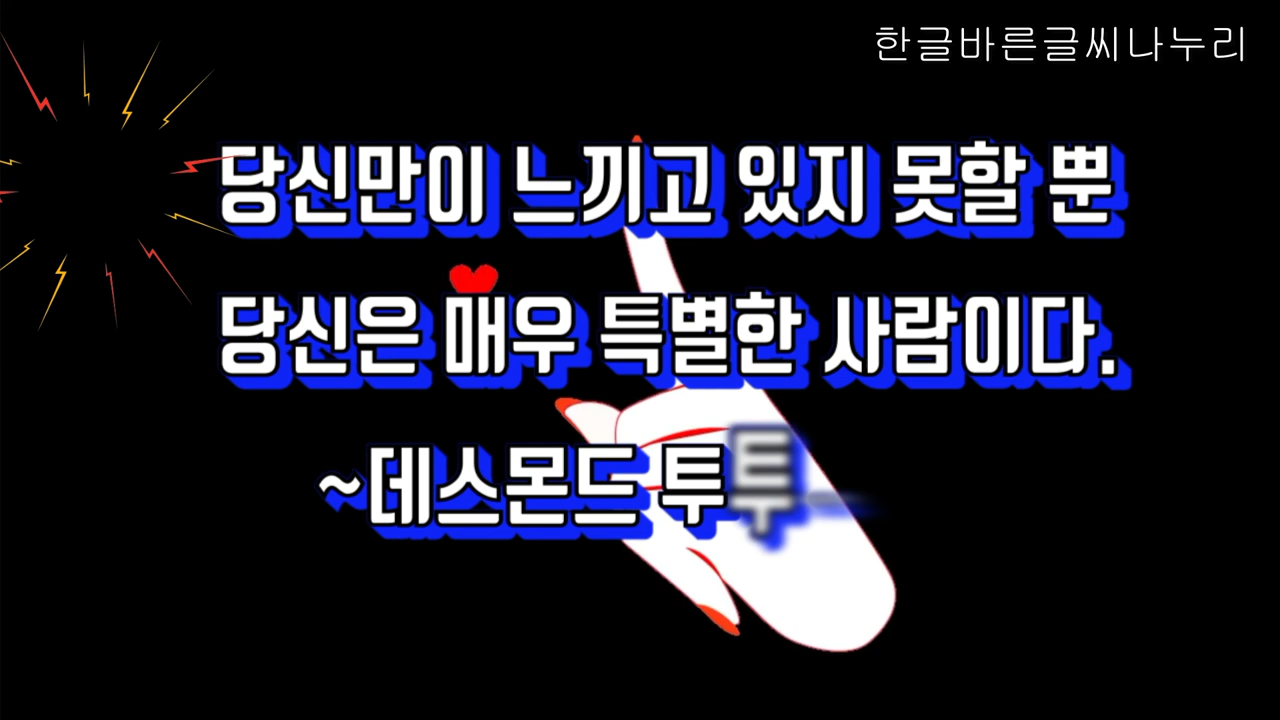 한글바른글씨나누리
당신만이 느끼고 있지 못할 뿐
당신은 매우 특별한 사람이다.
~데스몬드 투투